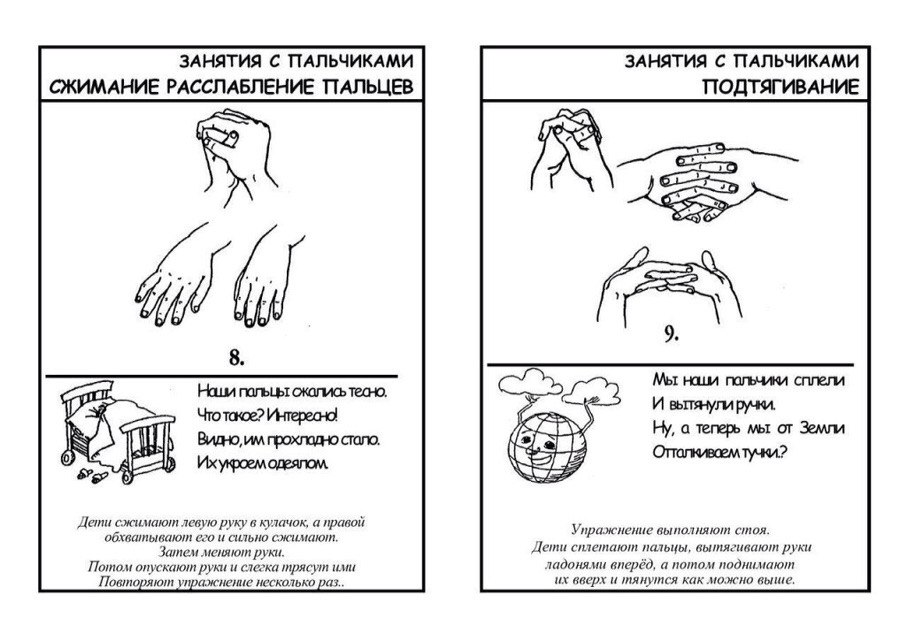 ЗАНЯТИЯ С ПАЛЬЧИКАМИ
СЖИМАНИЕ РАССЛАБЛЕНИЕ ПАЛЬЦЕВ
8.
Наши пальцы сжались тесно.
Что такое? Интересно!
Видно, им прохладно стало.
Их укроем одеялом.
Дети сжимают левую руку в кулачок, а правой
обхватывают его и сильно сжимают.
Затем меняют руки.
Потом опускают руки и слегка трясут ими
Повторяют упражнение несколько раз..
ЗАНЯТИЯ С ПАЛЬЧИКАМИ
ПОДТЯГИВАНИЕ
9.
Мы наши пальчики сплели
И вытянули ручки.
Ну, а теперь мы от Земли
Отталкиваем тучки.?
Упражнение выполняют стоя.
Дети сплетают пальцы, вытягивают руки
ладонями вперёд, а потом поднимают
их вверх и тянутся как можно выше.